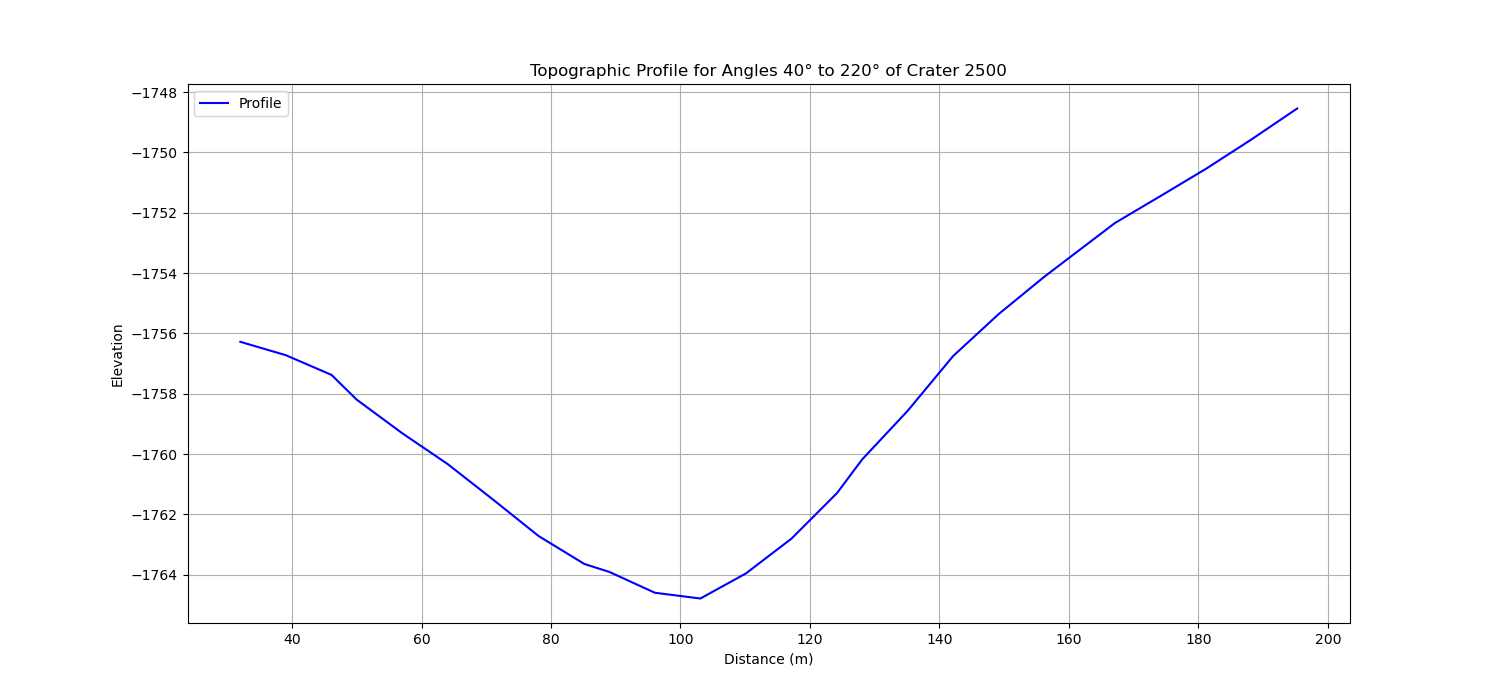 Topographic Profile for Angles 40° to 220° of Crater 2500
Profile
−1748
−1750
−1752
−1754
−1756
−1758
−1760
−1762
−1764
Elevation
40 60 80 100 120 140 160 180 200
Distance (m)